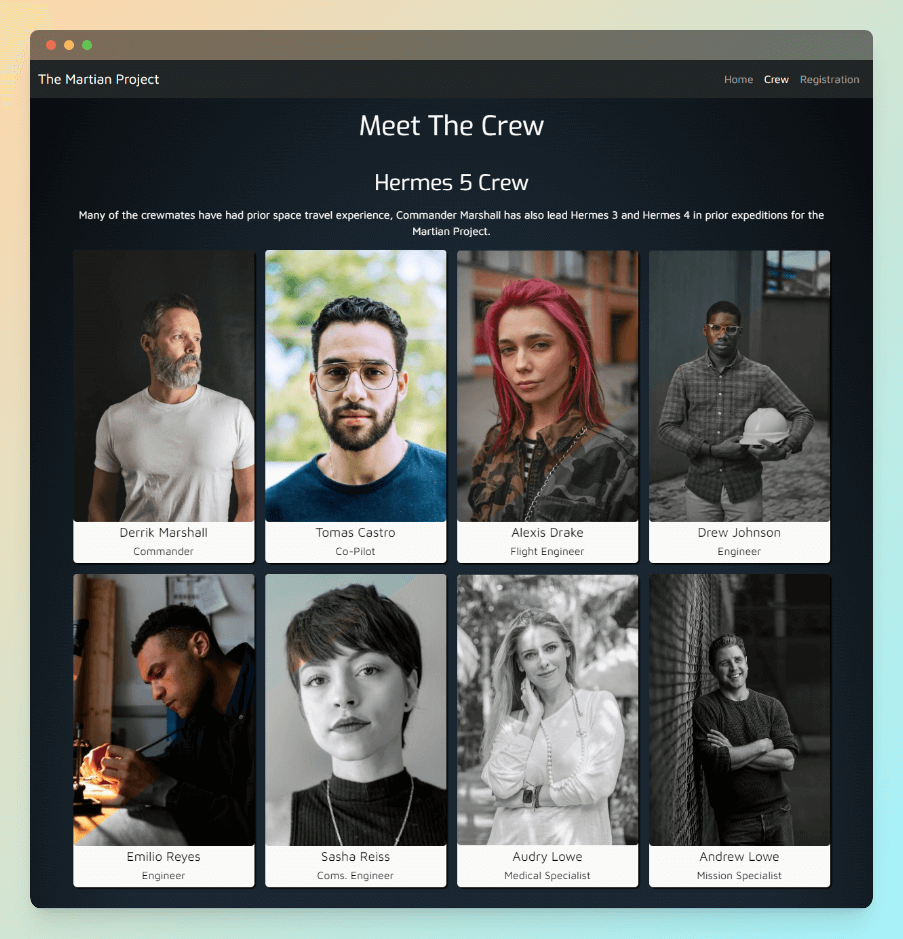 The Martian Project
Home Crew Registration
Meet The Crew
Hermes 5 Crew
Many of the crewmates have had prior space travel experience, Commander Marshall has also lead Hermes 3 and Hermes 4 in prior expeditions for the
Martian Project.
Derrik Marshall
Commander
Tomas Castro
Co-Pilot
Alexis Drake
Flight Engineer
Drew Johnson
Engineer
Emilio Reyes
Engineer
Sasha Reiss
Coms. Engineer
Audry Lowe
Medical Specialist
Andrew Lowe
Mission Specialist